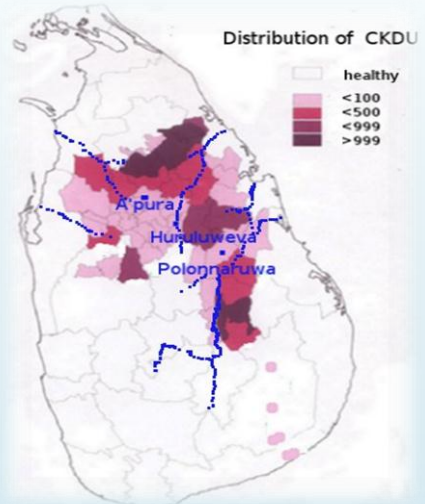 Distribution of CKDU
healthy
<100
<500
<999
>999
A'pura
Huruluweva
Polonnaruwa